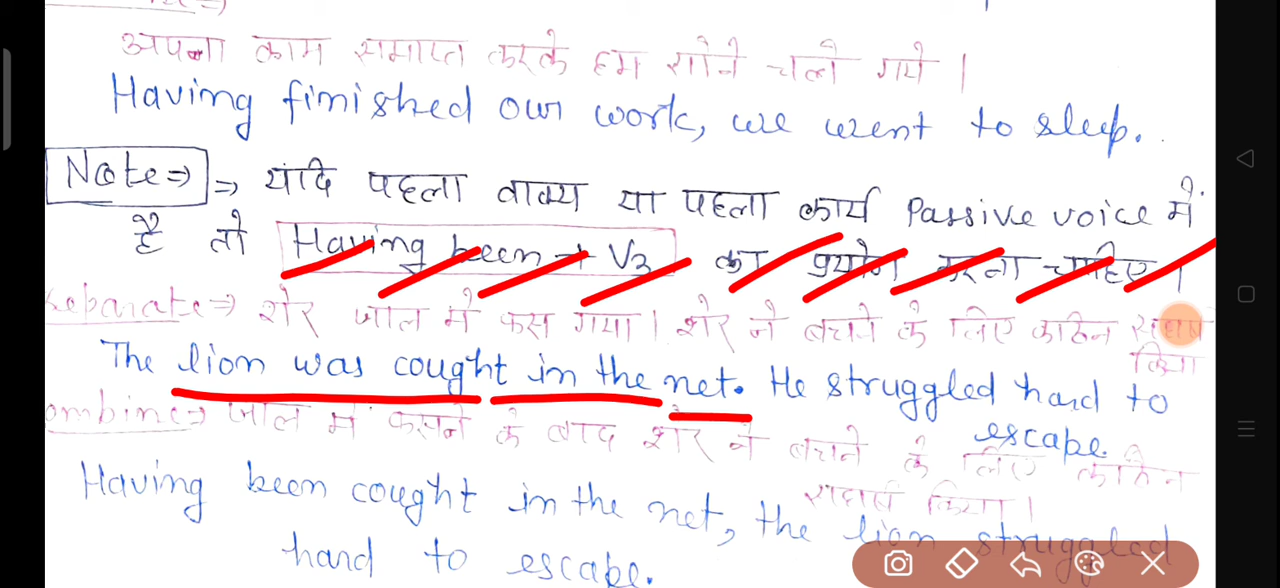 अपना काम समाप्त करके हम सोने चले गये।
Having finished our work, we went to sleep.
Note⇒ ⇒ यदि पहला वाक्य या पहला कार्य Passive voice में
है तो Having been + V3 का प्रयोग करना चाहिए।
separate⇒ शेर जाल में फस गया। शेर ने बचने के लिए कठिन संघर्ष
किया
The lion was cought in the net. He struggled hard to
escape.
ombine⇒ जाल में फसने के बाद शेर ने बचाने के लिए कठिन
किया।
Having been cought in the net, the lion struggled
hard to escape.